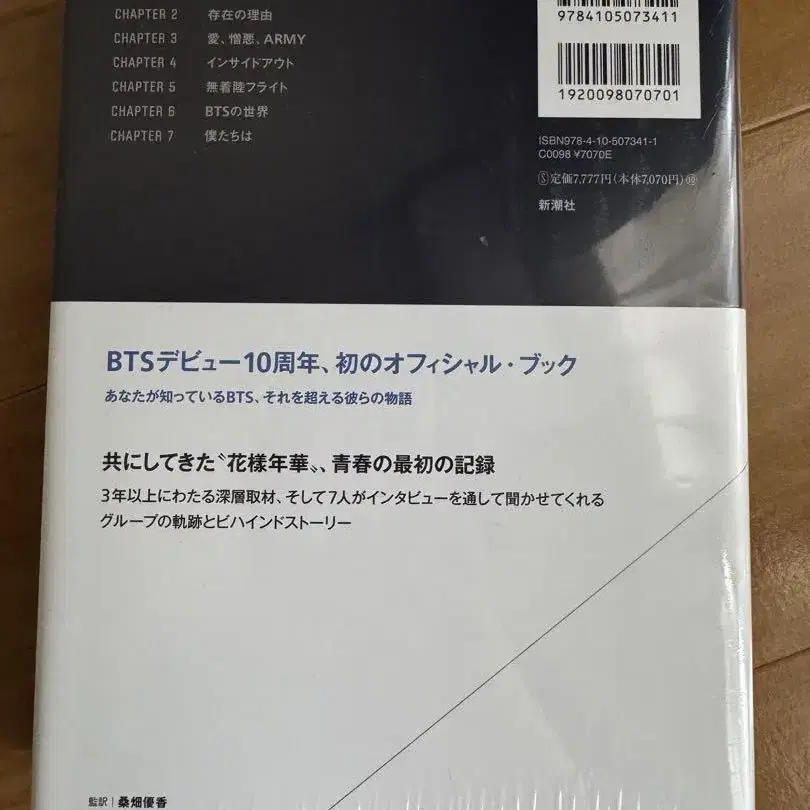 CHAPTER 2 存在の理由
CHAPTER 3 愛、憎悪、ARMY
CHAPTER 4 インサイドアウト
CHAPTER 5 無着陸フライト
CHAPTER 6 BTSの世界
CHAPTER 7 僕たちは
9784105073411
1920098070701
ISBN978-4-10-507341-1
C0098 ¥7070E
Ⓢ定価7,777円(本体7,070円)⑩
新潮社
BTSデビュー10周年、初のオフィシャル・ブック
あなたが知っているBTS、それを超える彼らの物語
共にしてきた〝花様年華〟、青春の最初の記録
3年以上にわたる深層取材、そして7人がインタビューを通して聞かせてくれる
グループの軌跡とビハインドストーリー
監訳|桑畑優香